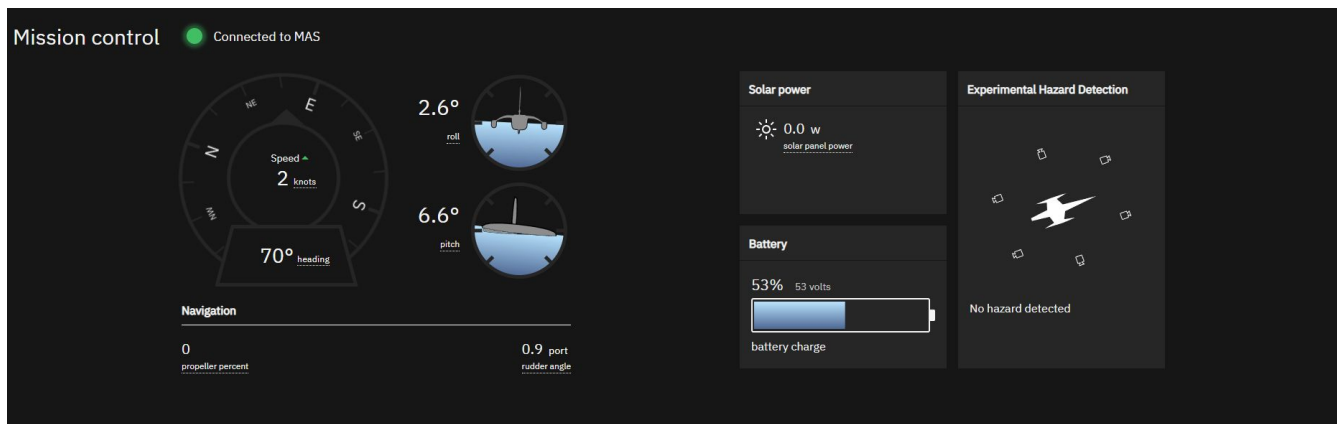 Mission control
Connected to MAS
NE
E
SE
N
S
NW
Speed
2 knots
70° heading
2.6°
roll
6.6°
pitch
Navigation
0
propeller percent
0.9 port
rudder angle
Solar power
0.0 w
solar panel power
Battery
53% 53 volts
battery charge
Experimental Hazard Detection
No hazard detected